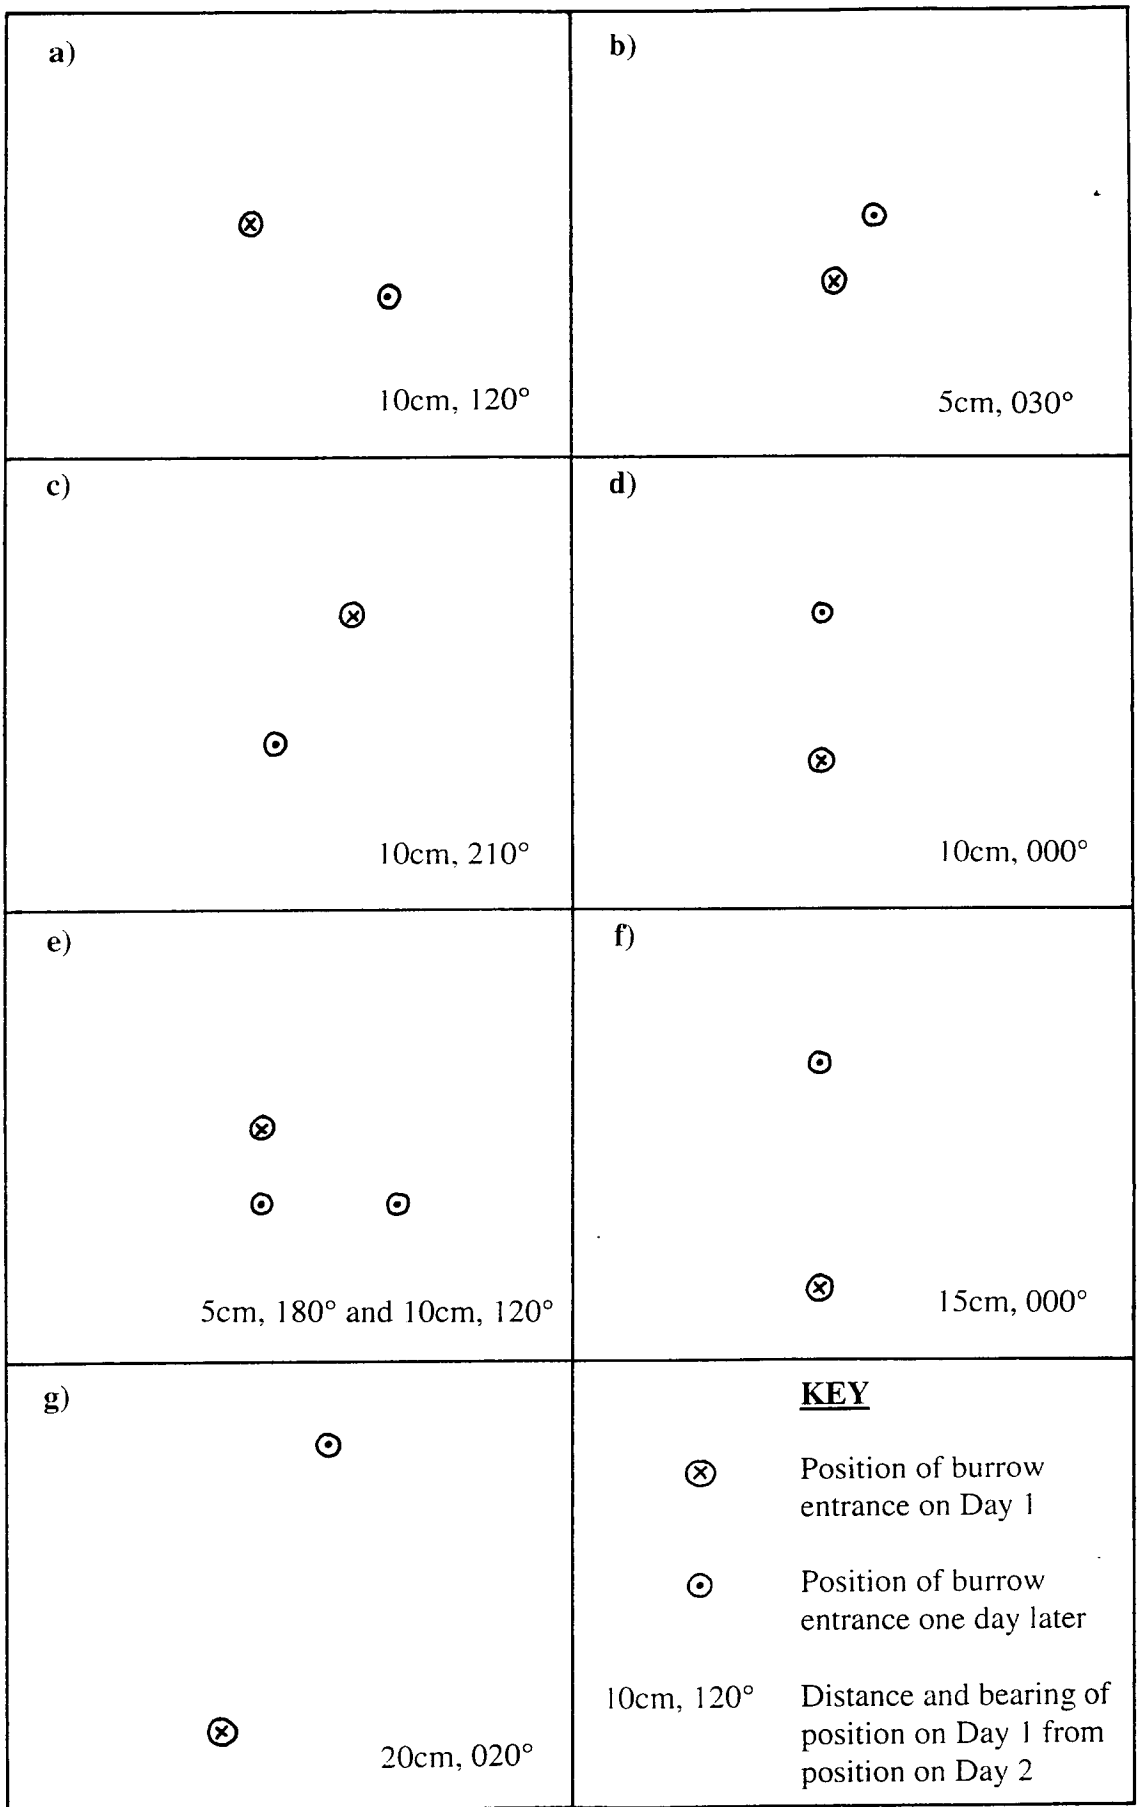 a)
b)
10cm, 120°
5cm, 030°
c)
d)
10cm, 210°
10cm, 000°
e)
f)
5cm, 180° and 10cm, 120°
15cm, 000°
g)
20cm, 020°
KEY
Position of burrow
entrance on Day 1
Position of burrow
entrance one day later
10cm, 120° Distance and bearing of
position on Day 1 from
position on Day 2